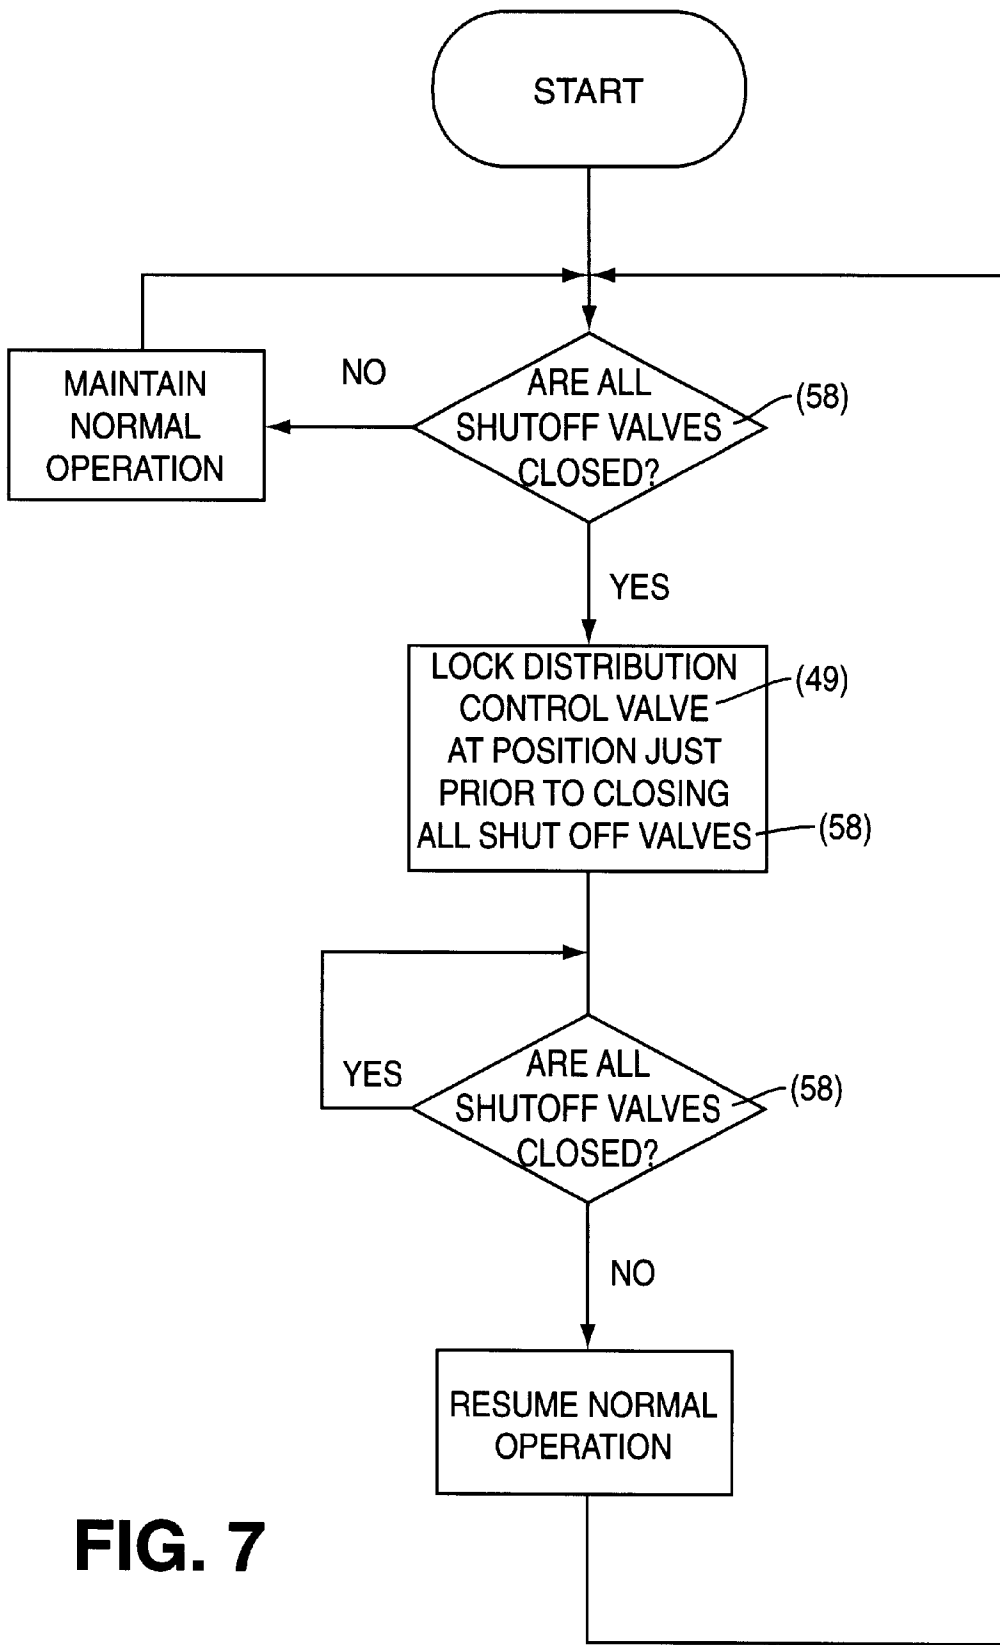 START
NO
MAINTAIN
NORMAL
OPERATION
ARE ALL
SHUTOFF VALVES
CLOSED?
(58)
YES
LOCK DISTRIBUTION
CONTROL VALVE
AT POSITION JUST
PRIOR TO CLOSING
ALL SHUT OFF VALVES
(49)
(58)
YES
ARE ALL
SHUTOFF VALVES
CLOSED?
(58)
NO
RESUME NORMAL
OPERATION
FIG. 7